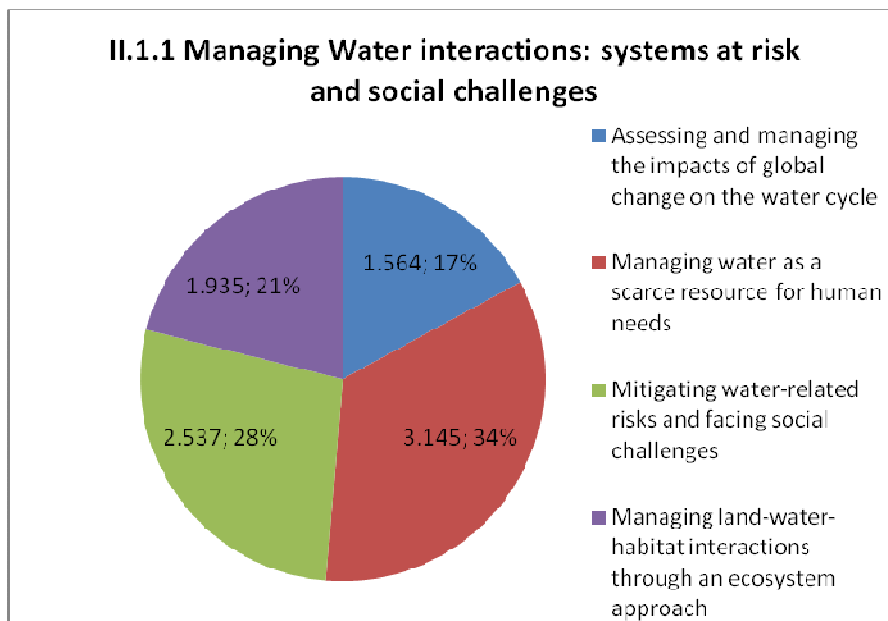 II.1.1 Managing Water interactions: systems at risk
and social challenges
1.564; 17%
1.935; 21%
2.537; 28%
3.145; 34%
Assessing and managing
the impacts of global
change on the water cycle
Managing water as a
scarce resource for human
needs
Mitigating water-related
risks and facing social
challenges
Managing land-water-
habitat interactions
through an ecosystem
approach